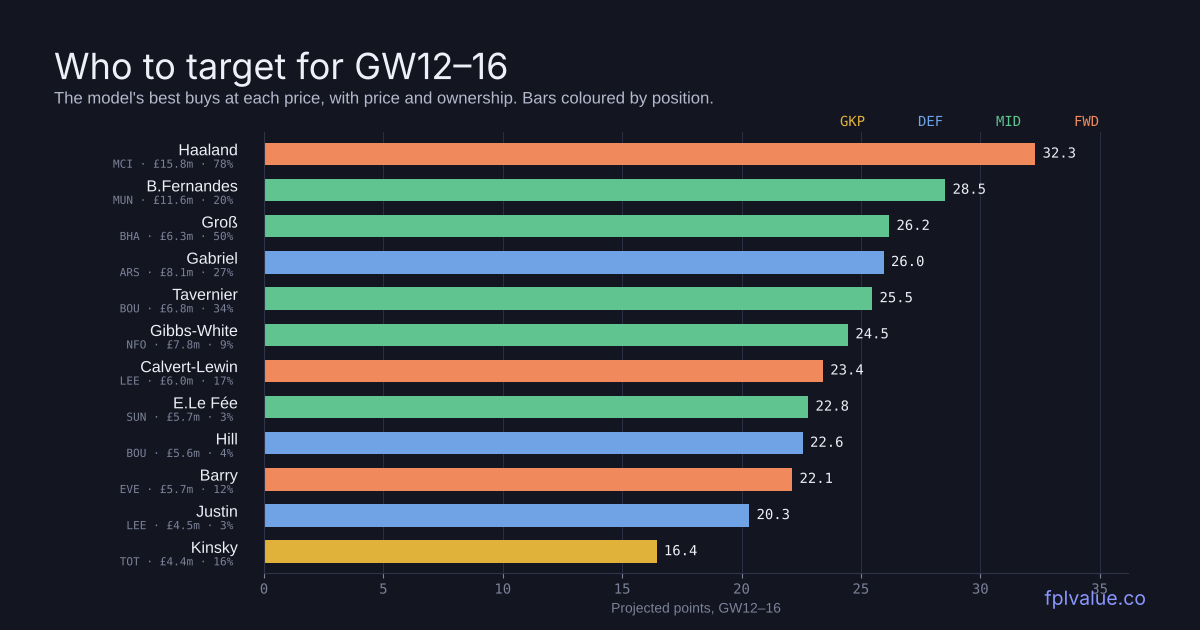 Who to target for GW12–16
The model's best buys at each price, with price and ownership. Bars coloured by position.
GKP DEF MID FWD
Haaland
MCI · £15.8m · 78%
32.3
B.Fernandes
MUN · £11.6m · 20%
28.5
Groß
BHA · £6.3m · 50%
26.2
Gabriel
ARS · £8.1m · 27%
26.0
Tavernier
BOU · £6.8m · 34%
25.5
Gibbs-White
NFO · £7.8m · 9%
24.5
Calvert-Lewin
LEE · £6.0m · 17%
23.4
E.Le Fée
SUN · £5.7m · 3%
22.8
Hill
BOU · £5.6m · 4%
22.6
Barry
EVE · £5.7m · 12%
22.1
Justin
LEE · £4.5m · 3%
20.3
Kinsky
TOT · £4.4m · 16%
16.4
0 5 10 15 20 25 30 35
Projected points, GW12–16
fplvalue.co